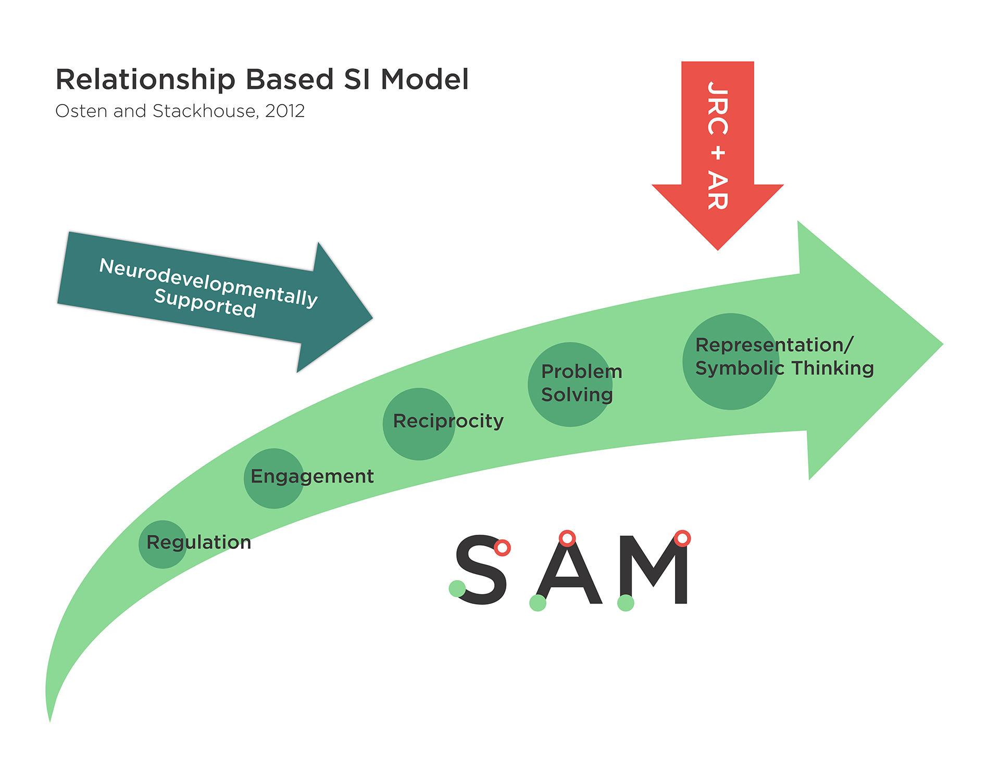 Relationship Based SI Model
Osten and Stackhouse, 2012
JRC + AR
Neurodevelopmentally
Supported
Representation/
Symbolic Thinking
Problem
Solving
Reciprocity
Engagement
Regulation
SAM